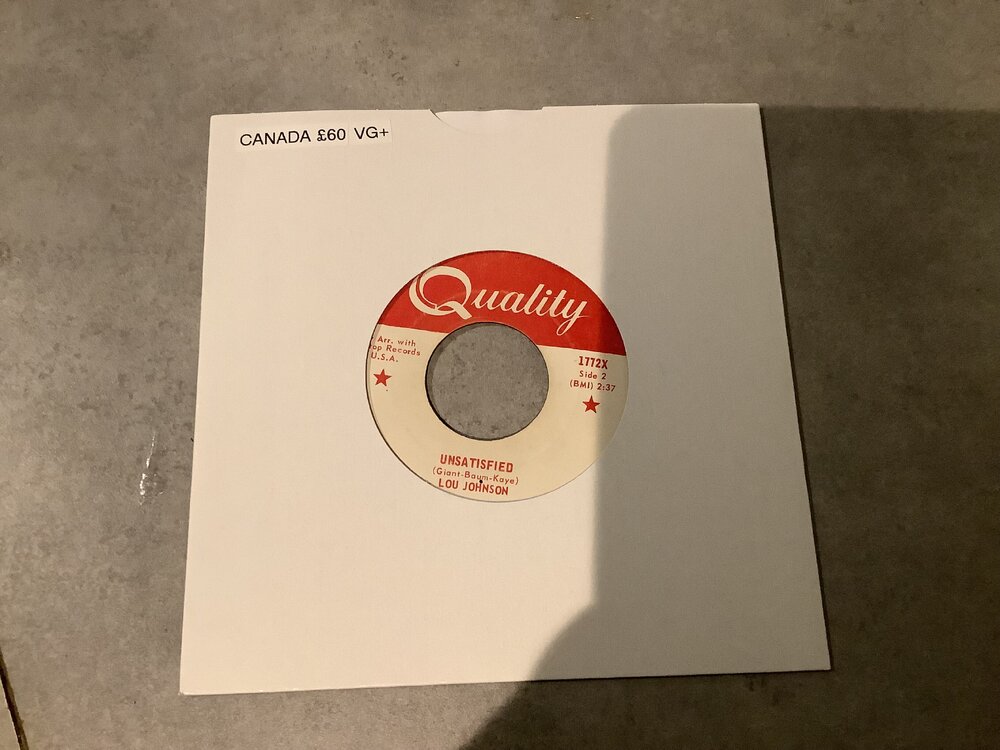 CANADA £60 VG+
Quality
Arr. with
op Records
U.S.A.
1772X
Side 2
(BMI) 2:37
UNSATISFIED
(Giant-Baum-Kaye)
LOU JOHNSON